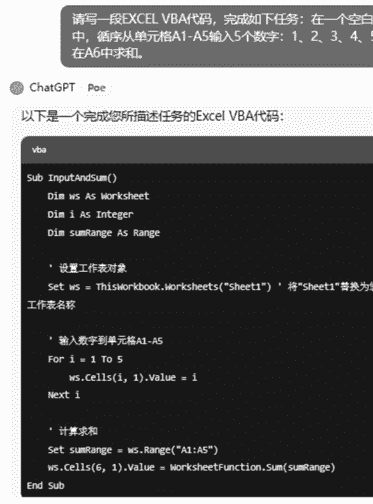 请写一段EXCEL VBA代码，完成如下任务：在一个空白
中，循序从单元格A1-A5输入5个数字：1、2、3、4、5
在A6中求和。
ChatGPT Poe
以下是一个完成您所描述任务的Excel VBA代码：
vba
Sub InputAndSum()
    Dim ws As Worksheet
    Dim i As Integer
    Dim sumRange As Range
    ' 设置工作表对象
    Set ws = ThisWorkbook.Worksheets("Sheet1") ' 将"Sheet1"替换为
工作表名称
    ' 输入数字到单元格A1-A5
    For i = 1 To 5
        ws.Cells(i, 1).Value = i
    Next i
    ' 计算求和
    Set sumRange = ws.Range("A1:A5")
    ws.Cells(6, 1).Value = WorksheetFunction.Sum(sumRange)
End Sub